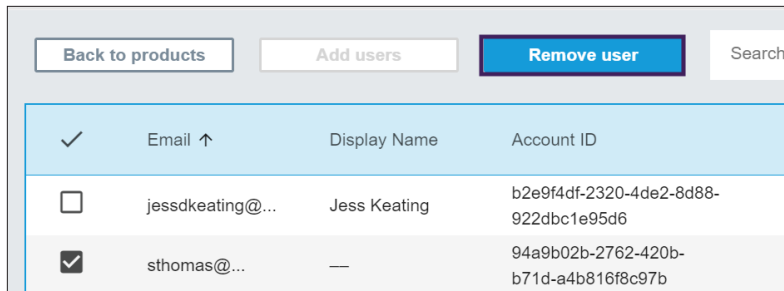 Back to products Add users Remove user Search
Email ↑ Display Name Account ID
jessdkeating@... Jess Keating b2e9f4df-2320-4de2-8d88-
922dbc1e95d6
sthomas@... — 94a9b02b-2762-420b-
b71d-a4b816f8c97b